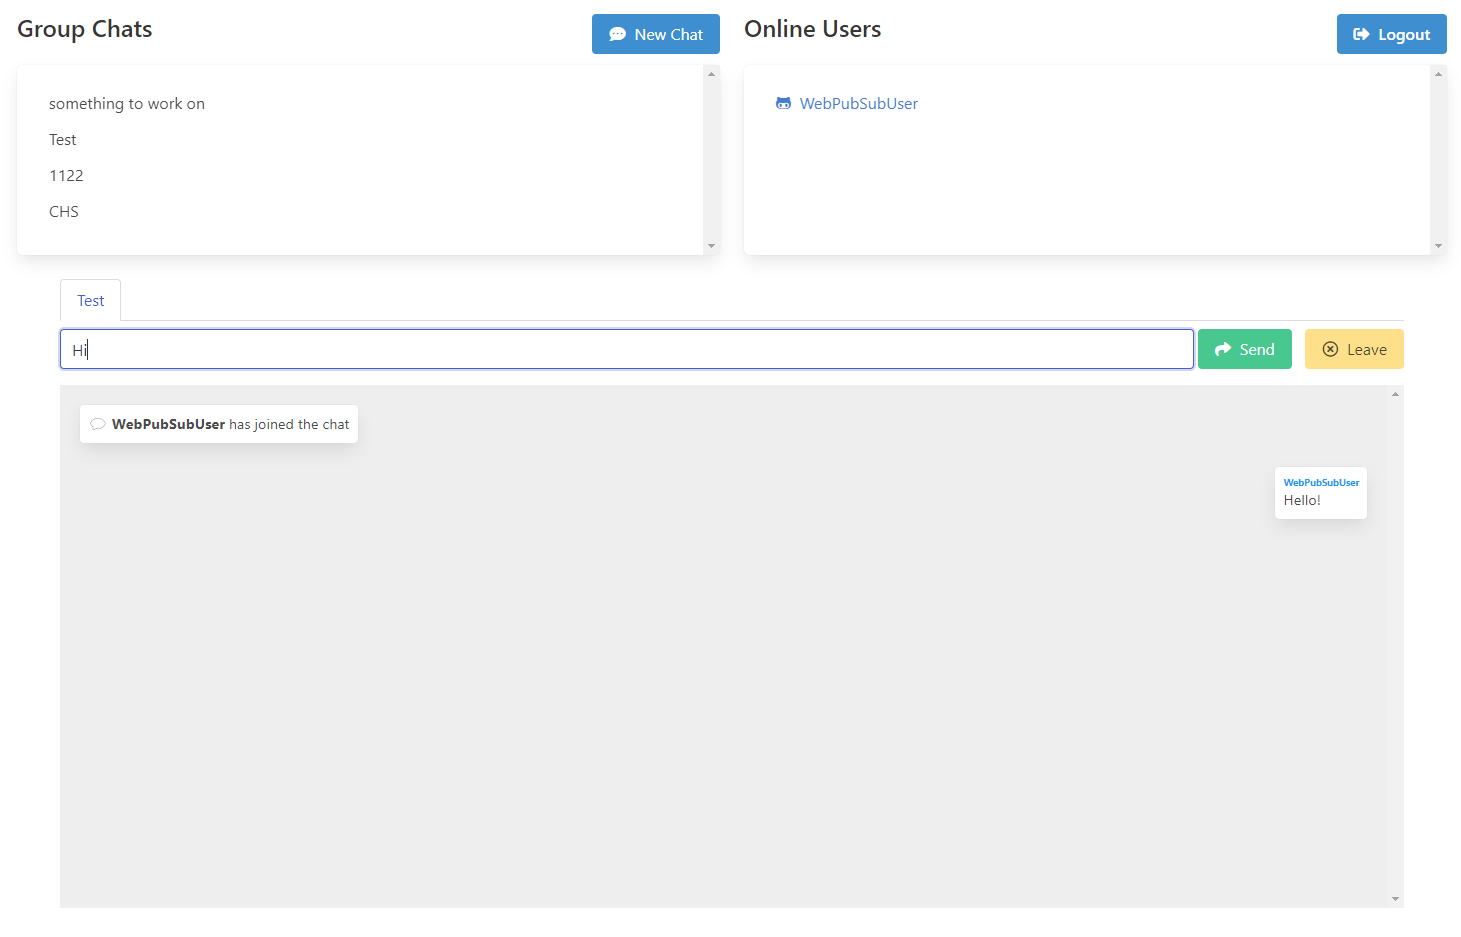 Group Chats
New Chat
Online Users
Logout
something to work on
Test
1122
CHS
WebPubSubUser
Test
Hi
Send
Leave
WebPubSubUser has joined the chat
WebPubSubUser
Hello!